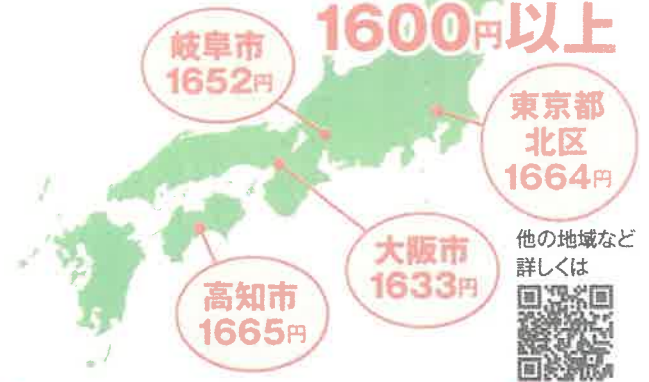 1600円以上
岐阜市
1652円
東京都
北区
1664円
大阪市
1633円
高知市
1665円
他の地域など
詳しくは